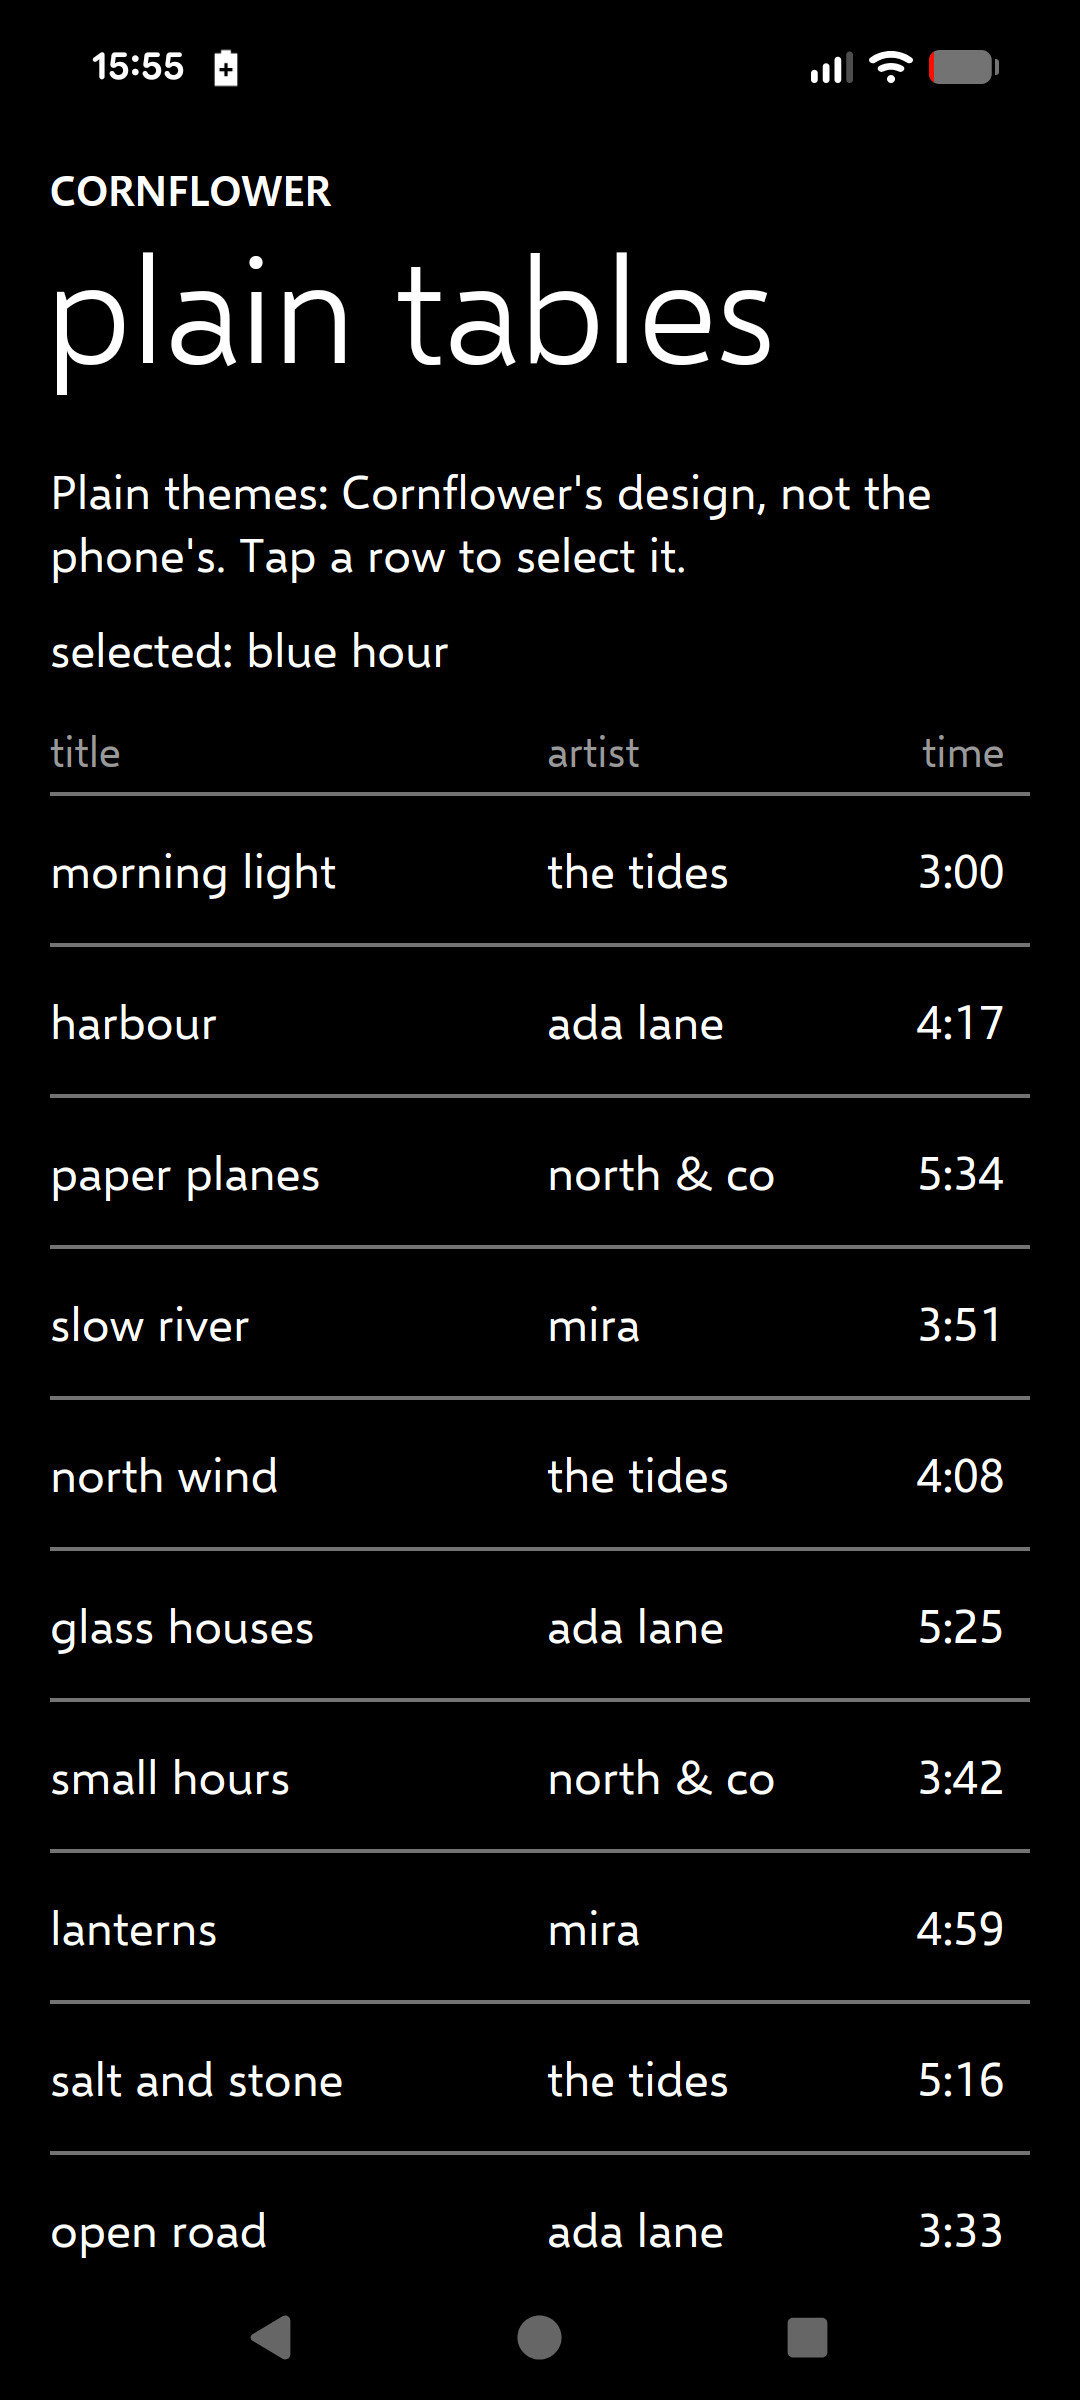 15:55
CORNFLOWER
plain tables
Plain themes: Cornflower's design, not the
phone's. Tap a row to select it.
selected: blue hour
title artist time
morning light the tides 3:00
harbour ada lane 4:17
paper planes north & co 5:34
slow river mira 3:51
north wind the tides 4:08
glass houses ada lane 5:25
small hours north & co 3:42
lanterns mira 4:59
salt and stone the tides 5:16
open road ada lane 3:33